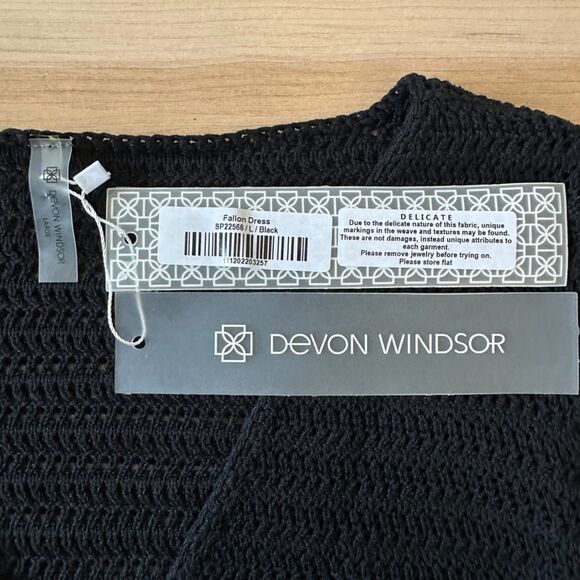 DEVON WINDSOR
LARGE
Fallon Dress
SP22568 / L / Black
111202203257
DELICATE
Due to the delicate nature of this fabric, unique
markings in the weave and textures may be found.
These are not damages, instead unique attributes to
each garment.
Please remove jewelry before trying on.
Please store flat
DEVON WINDSOR